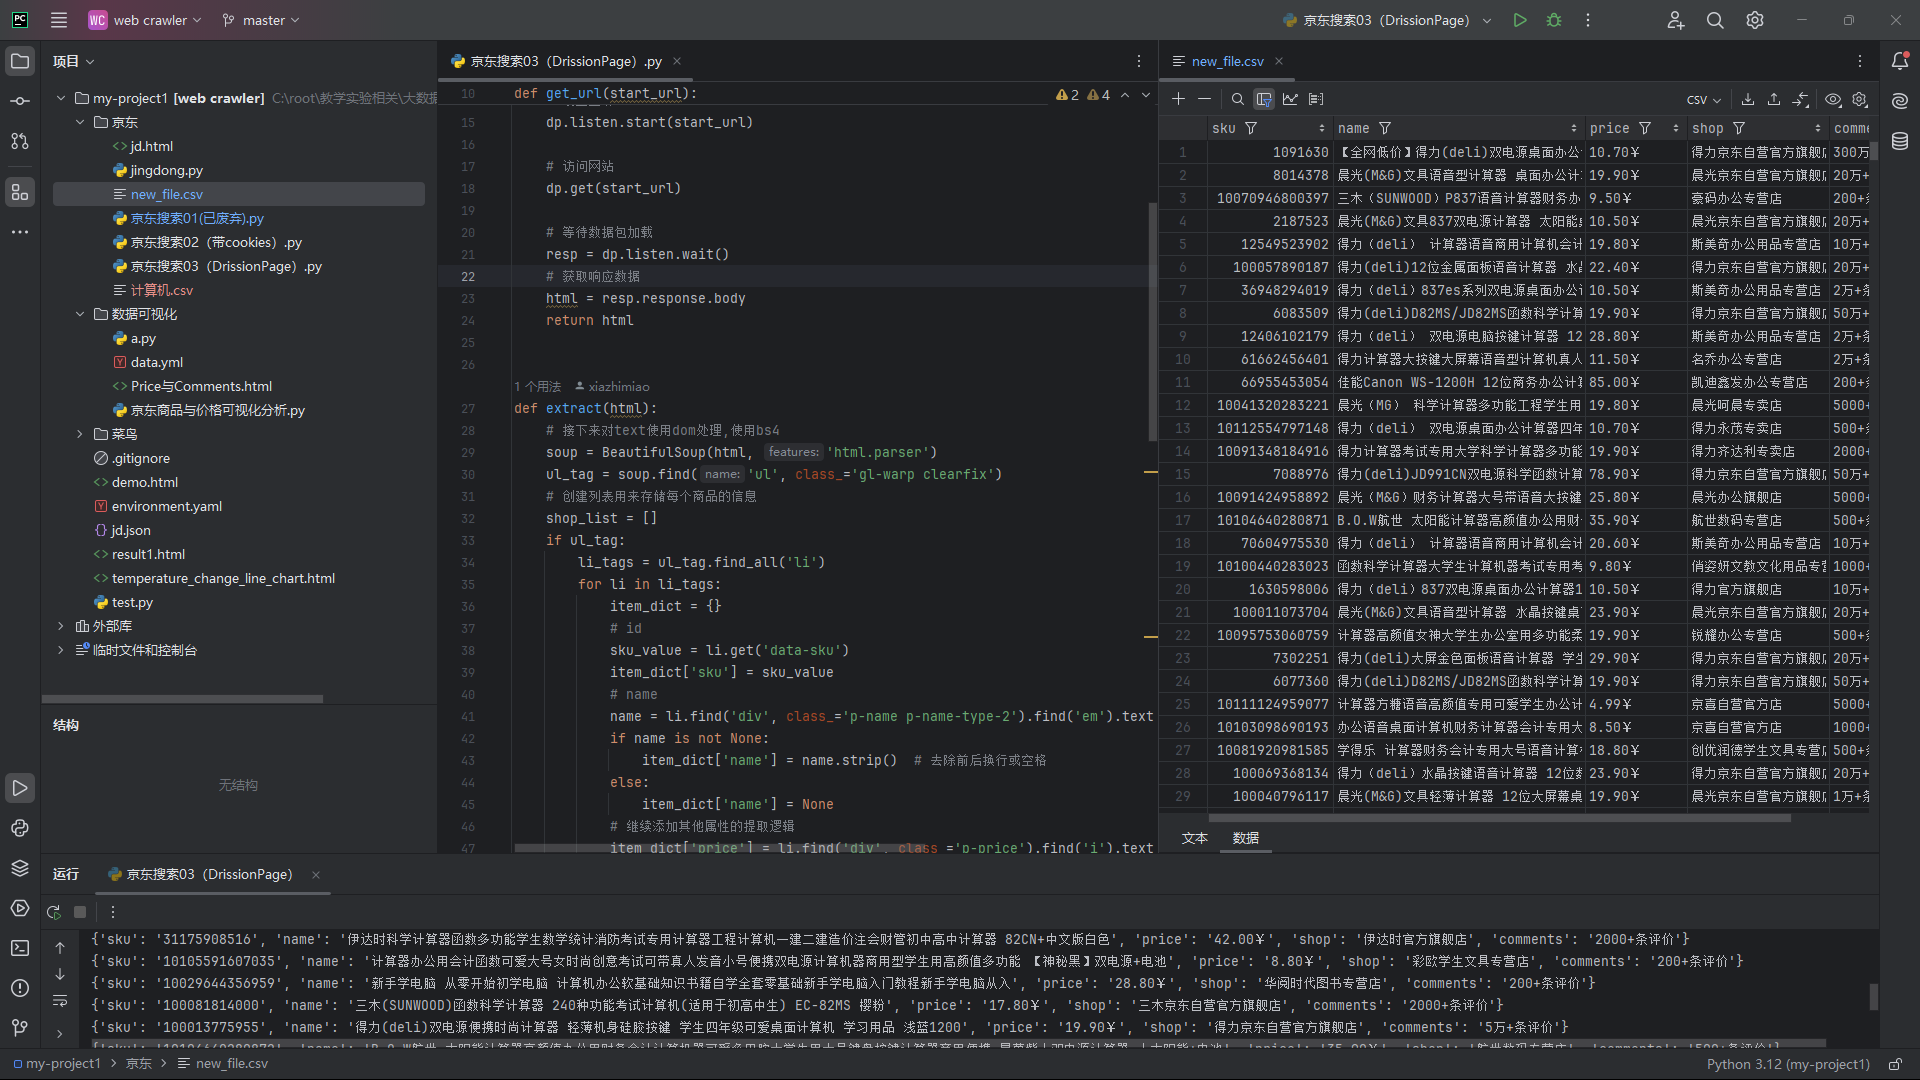 PC
WC web crawler
master
京东搜索03（DrissionPage）
项目
my-project1 [web crawler] C:\root\教学实验相关\大数据
京东
jd.html
jingdong.py
new_file.csv
京东搜索01(已废弃).py
京东搜索02（带cookies）.py
京东搜索03（DrissionPage）.py
计算机.csv
数据可视化
a.py
data.yml
Price与Comments.html
京东商品与价格可视化分析.py
菜鸟
.gitignore
demo.html
environment.yaml
jd.json
result1.html
temperature_change_line_chart.html
test.py
外部库
临时文件和控制台
结构
无结构
京东搜索03（DrissionPage）.py
10 def get_url(start_url):
2 4
15 dp.listen.start(start_url)
16
17 # 访问网站
18 dp.get(start_url)
19
20 # 等待数据包加载
21 resp = dp.listen.wait()
22 # 获取响应数据
23 html = resp.response.body
24 return html
25
26
1 个用法 xiazhimiao
27 def extract(html):
28 # 接下来对text使用dom处理,使用bs4
29 soup = BeautifulSoup(html, features: 'html.parser')
30 ul_tag = soup.find( name: 'ul', class_='gl-warp clearfix')
31 # 创建列表用来存储每个商品的信息
32 shop_list = []
33 if ul_tag:
34 li_tags = ul_tag.find_all('li')
35 for li in li_tags:
36 item_dict = {}
37 # id
38 sku_value = li.get('data-sku')
39 item_dict['sku'] = sku_value
40 # name
41 name = li.find('div', class_='p-name p-name-type-2').find('em').text
42 if name is not None:
43 item_dict['name'] = name.strip() # 去除前后换行或空格
44 else:
45 item_dict['name'] = None
46 # 继续添加其他属性的提取逻辑
47 item_dict['price'] = li.find('div', class_='p-price').find('i').text
new_file.csv
CSV
sku name price shop comme
1 1091630 【全网低价】得力(deli)双电源桌面办公 10.70￥ 得力京东自营官方旗舰店 300万
2 8014378 晨光(M&G)文具语音型计算器 桌面办公计 19.90￥ 晨光京东自营官方旗舰店 20万+
3 10070946800397 三木（SUNWOOD）P837语音计算器财务办 9.50￥ 豪码办公专营店 200+
4 2187523 晨光(M&G)文具837双电源计算器 太阳能 10.50￥ 晨光京东自营官方旗舰店 20万+
5 12549523902 得力（deli） 计算器语音商用计算机会计 19.80￥ 斯美奇办公用品专营店 10万+
6 100057890187 得力(deli)12位金属面板语音计算器 水晶 22.40￥ 得力京东自营官方旗舰店 20万+
7 36948294019 得力（deli）837es系列双电源桌面办公计 10.50￥ 斯美奇办公用品专营店 2万+条
8 6083509 得力(deli)D82MS/JD82MS函数科学计算 19.90￥ 得力京东自营官方旗舰店 50万+
9 12406102179 得力（deli） 双电源电脑按键计算器 12 28.80￥ 斯美奇办公用品专营店 2万+条
10 61662456401 得力计算器大按键大屏幕语音型计算机真人 11.50￥ 名乔办公专营店 2万+条
11 66955453054 佳能Canon WS-1200H 12位商务办公计算 85.00￥ 凯迪鑫发办公专营店 200+
12 10041320283221 晨光（MG） 科学计算器多功能工程学生用 19.80￥ 晨光呵晨专卖店 5000+
13 10112554797148 得力（deli） 双电源桌面办公计算器四年 10.70￥ 得力永茂专卖店 500+
14 10091348184916 得力计算器考试专用大学科学计算器多功能 19.90￥ 得力齐达利专卖店 2000+
15 7088976 得力(deli)JD991CN双电源科学函数计算 78.90￥ 得力京东自营官方旗舰店 50万+
16 10091424958892 晨光（M&G）财务计算器大号带语音大按键 25.80￥ 晨光办公旗舰店 5000+
17 10104640280871 B.O.W航世 太阳能计算器高颜值办公用财 35.90￥ 航世数码专营店 500+
18 70604975530 得力（deli） 计算器语音商用计算机会计 20.60￥ 斯美奇办公用品专营店 10万+
19 10100440283023 函数科学计算器大学生计算机器考试专用考 9.80￥ 俏姿妍文教文化用品专营 1000+
20 1630598006 得力（deli）837双电源桌面办公计算器1 10.50￥ 得力官方旗舰店 10万+
21 100011073704 晨光(M&G)文具语音型计算器 水晶按键桌 23.90￥ 晨光京东自营官方旗舰店 20万+
22 10095753060759 计算器高颜值女神大学生办公室用多功能柔 19.90￥ 锐耀办公专营店 500+
23 7302251 得力(deli)大屏金色面板语音计算器 学生 29.90￥ 得力京东自营官方旗舰店 20万+
24 6077360 得力(deli)D82MS/JD82MS函数科学计算 19.90￥ 得力京东自营官方旗舰店 50万+
25 10111124959077 计算器方糖语音高颜值专用可爱学生办公计 4.99￥ 京喜自营官方店 5000+
26 10103098690193 办公语音桌面计算机财务计算器会计专用大 8.50￥ 京喜自营官方店 1000+
27 10081920981585 学得乐 计算器财务会计专用大号语音计算 18.80￥ 创优润德学生文具专营店 500+
28 100069368134 得力（deli）水晶按键语音计算器 12位 23.90￥ 得力京东自营官方旗舰店 20万+
29 100040796117 晨光(M&G)文具轻薄计算器 12位大屏幕桌 19.90￥ 晨光京东自营官方旗舰店 1万+条
文本 数据
运行 京东搜索03（DrissionPage）
{'sku': '31175908516', 'name': '伊达时科学计算器函数多功能学生数学统计消防考试专用计算器工程计算机一建二建造价注会财管初中高中计算器 82CN+中文版白色', 'price': '42.00￥', 'shop': '伊达时官方旗舰店', 'comments': '2000+条评价'}
{'sku': '10105591607035', 'name': '计算器办公用会计函数可爱大号女时尚创意考试可带真人发音小号便携双电源计算机器商用型学生用高颜值多功能 【神秘黑】双电源+电池', 'price': '8.80￥', 'shop': '彩欧学生文具专营店', 'comments': '200+条评价'}
{'sku': '10029644356959', 'name': '新手学电脑 从零开始初学电脑 计算机办公软基础知识书籍自学全套零基础新手学电脑入门教程新手学电脑从入', 'price': '28.80￥', 'shop': '华阅时代图书专营店', 'comments': '200+条评价'}
{'sku': '100081814000', 'name': '三木(SUNWOOD)函数科学计算器 240种功能考试计算机(适用于初高中生) EC-82MS 樱粉', 'price': '17.80￥', 'shop': '三木京东自营官方旗舰店', 'comments': '2000+条评价'}
{'sku': '100013775955', 'name': '得力(deli)双电源便携时尚计算器 轻薄机身硅胶按键 学生四年级可爱桌面计算机 学习用品 浅蓝1200', 'price': '19.90￥', 'shop': '得力京东自营官方旗舰店', 'comments': '5万+条评价'}
my-project1 > 京东 > new_file.csv
Python 3.12 (my-project1)